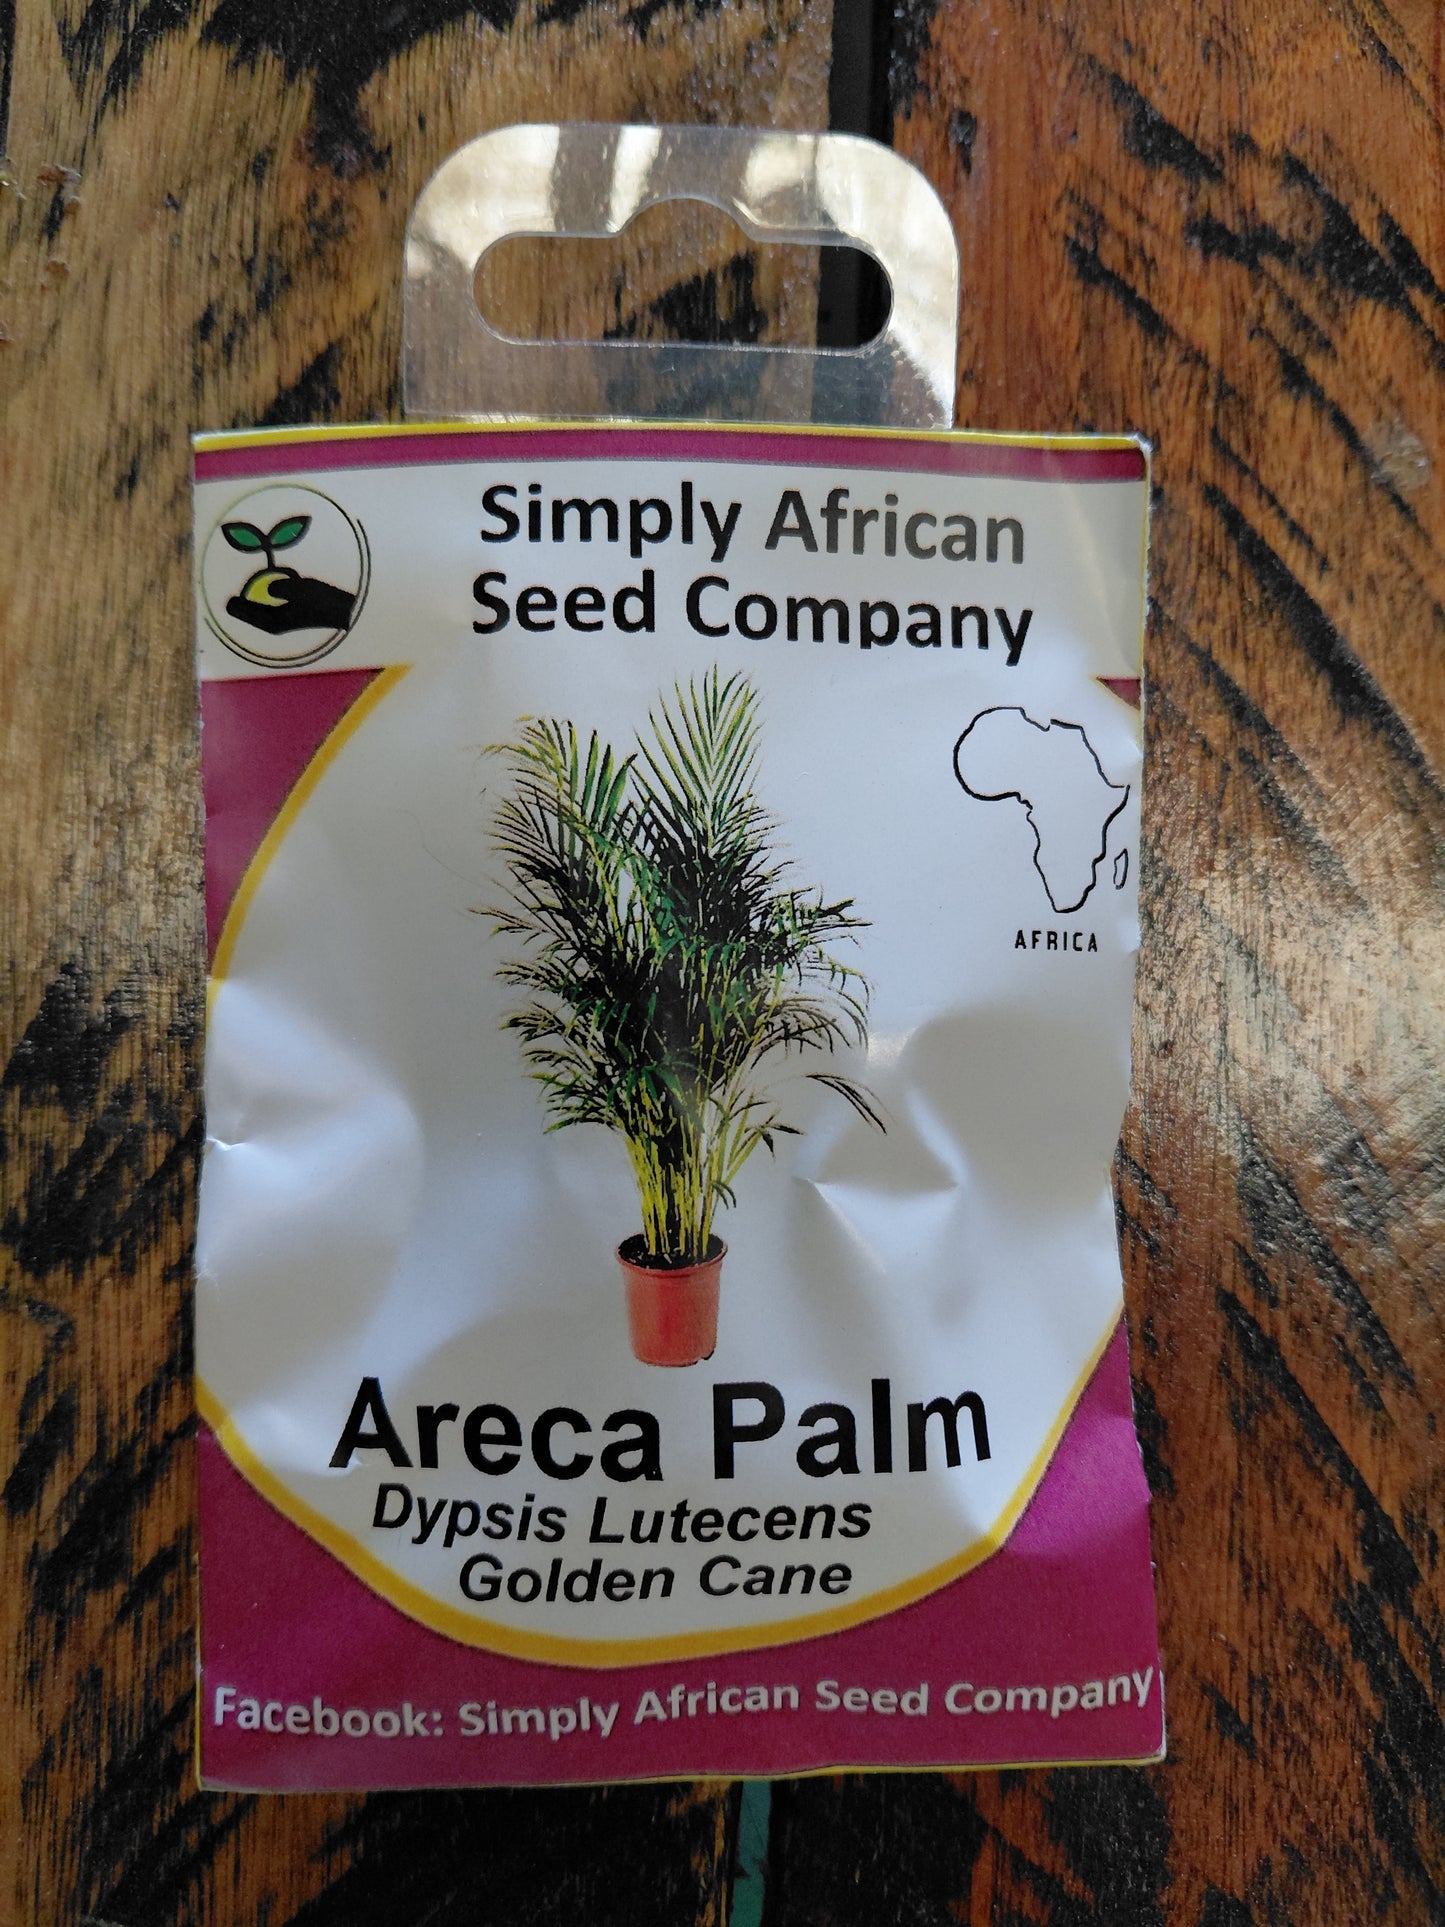 Simply African
Seed Company
AFRICA
Areca Palm
Dypsis Lutecens
Golden Cane
Facebook: Simply African Seed Company